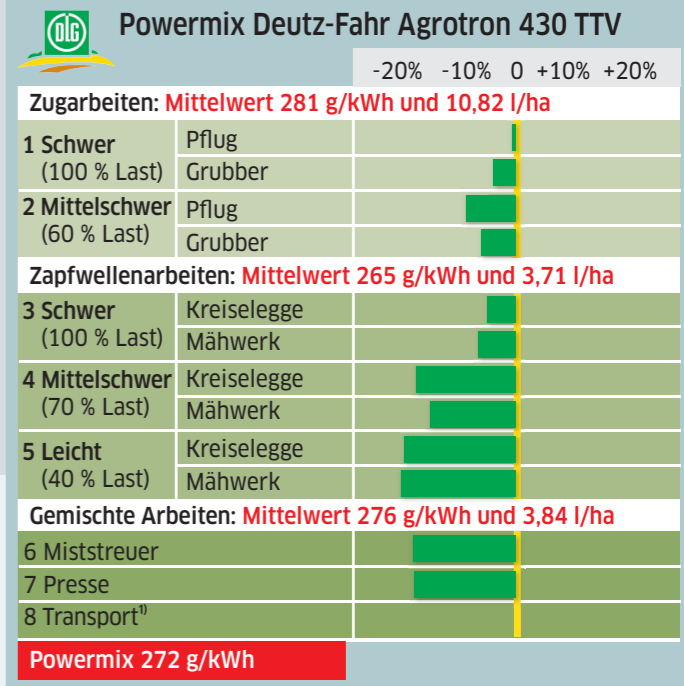 DLG
Powermix Deutz-Fahr Agrotron 430 TTV
-20% -10% 0 +10% +20%
Zugarbeiten: Mittelwert 281 g/kWh und 10,82 l/ha
1 Schwer
(100 % Last)
Pflug
Grubber
2 Mittelschwer
(60 % Last)
Pflug
Grubber
Zapfwellenarbeiten: Mittelwert 265 g/kWh und 3,71 l/ha
3 Schwer
(100 % Last)
Kreiselegge
Mähwerk
4 Mittelschwer
(70 % Last)
Kreiselegge
Mähwerk
5 Leicht
(40 % Last)
Kreiselegge
Mähwerk
Gemischte Arbeiten: Mittelwert 276 g/kWh und 3,84 l/ha
6 Miststreuer
7 Presse
8 Transport¹⁾
Powermix 272 g/kWh